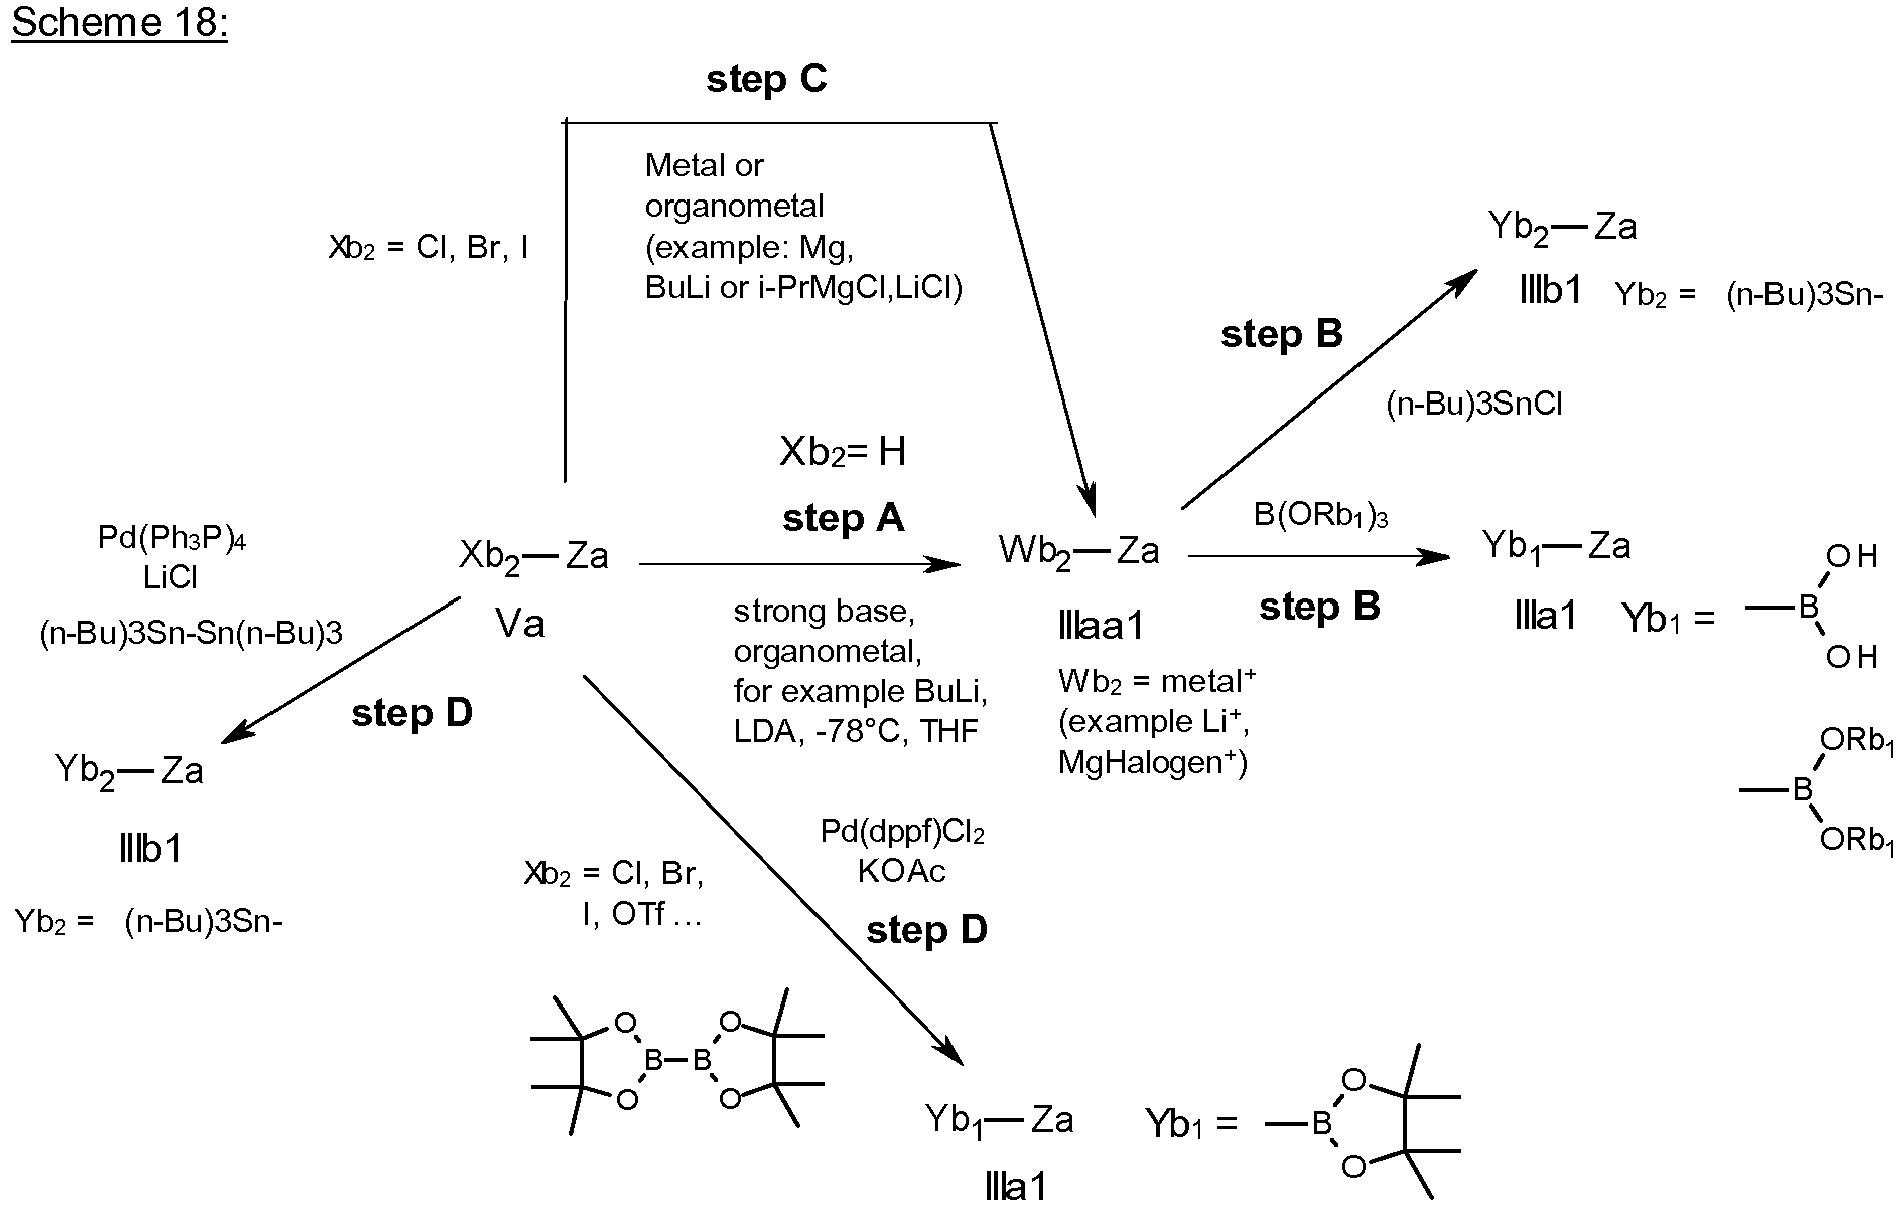 Scheme 18:
step C
Metal or
organometal
(example: Mg,
BuLi or i-PrMgCl,LiCl)
Xb2 = Cl, Br, I
Yb2—Za
IIIb1
Yb2 = (n-Bu)3Sn-
step B
(n-Bu)3SnCl
Xb2= H
step A
Pd(Ph3P)4
LiCl
(n-Bu)3Sn-Sn(n-Bu)3
Xb2—Za
Va
strong base,
organometal,
for example BuLi,
LDA, -78°C, THF
Wb2—Za
IIIaa1
Wb2 = metal+
(example Li+,
MgHalogen+)
B(ORb1)3
step B
Yb1—Za
IIIa1
Yb1 =
OH
B
OH
ORb1
B
ORb1
step D
Yb2—Za
IIIb1
Yb2 = (n-Bu)3Sn-
Xb2 = Cl, Br,
I, OTf ...
Pd(dppf)Cl2
KOAc
step D
O O
B—B
O O
Yb1—Za
IIIa1
Yb1 =
O
B
O